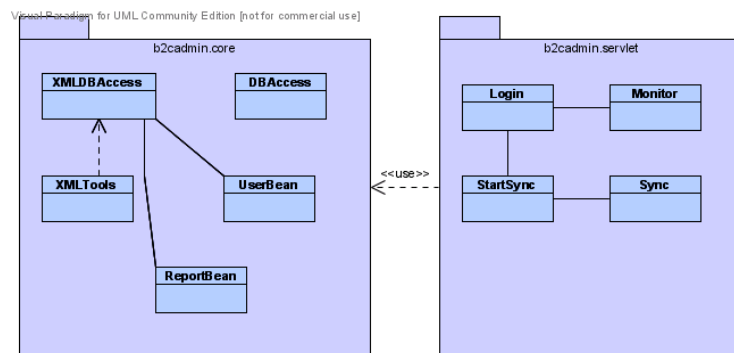 Visual Paradigm for UML Community Edition [not for commercial use]
b2cadmin.core
b2cadmin.servlet
XMLDBAccess
DBAccess
Login
Monitor
<<use>>
XMLTools
UserBean
StartSync
Sync
ReportBean